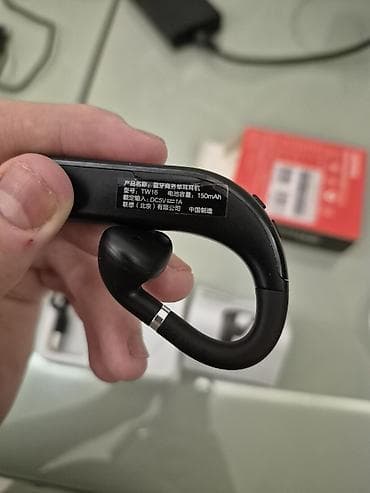 产品名称：蓝牙商务单耳耳机
型号：TW16 电池容量：150mAh
额定输入：DC5V⎓1A
联想（北京）有限公司 中国制造